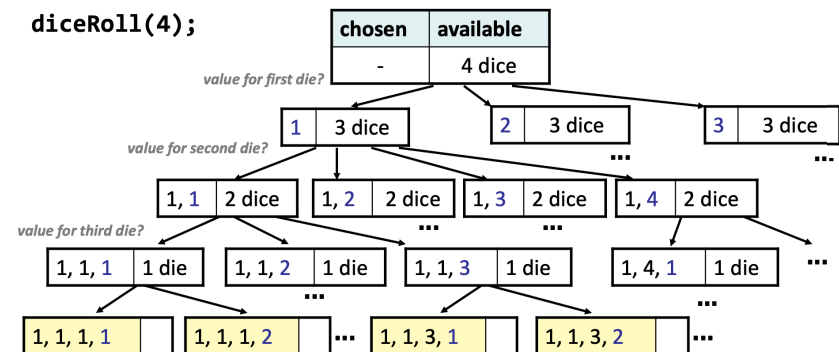 diceRoll(4);
chosen available
- 4 dice
value for first die?
1 3 dice 2 3 dice 3 3 dice
value for second die?
... ...
1, 1 2 dice 1, 2 2 dice 1, 3 2 dice 1, 4 2 dice
... ...
value for third die?
1, 1, 1 1 die 1, 1, 2 1 die 1, 1, 3 1 die 1, 4, 1 1 die ...
... ...
1, 1, 1, 1 1, 1, 1, 2 ... 1, 1, 3, 1 1, 1, 3, 2 ...